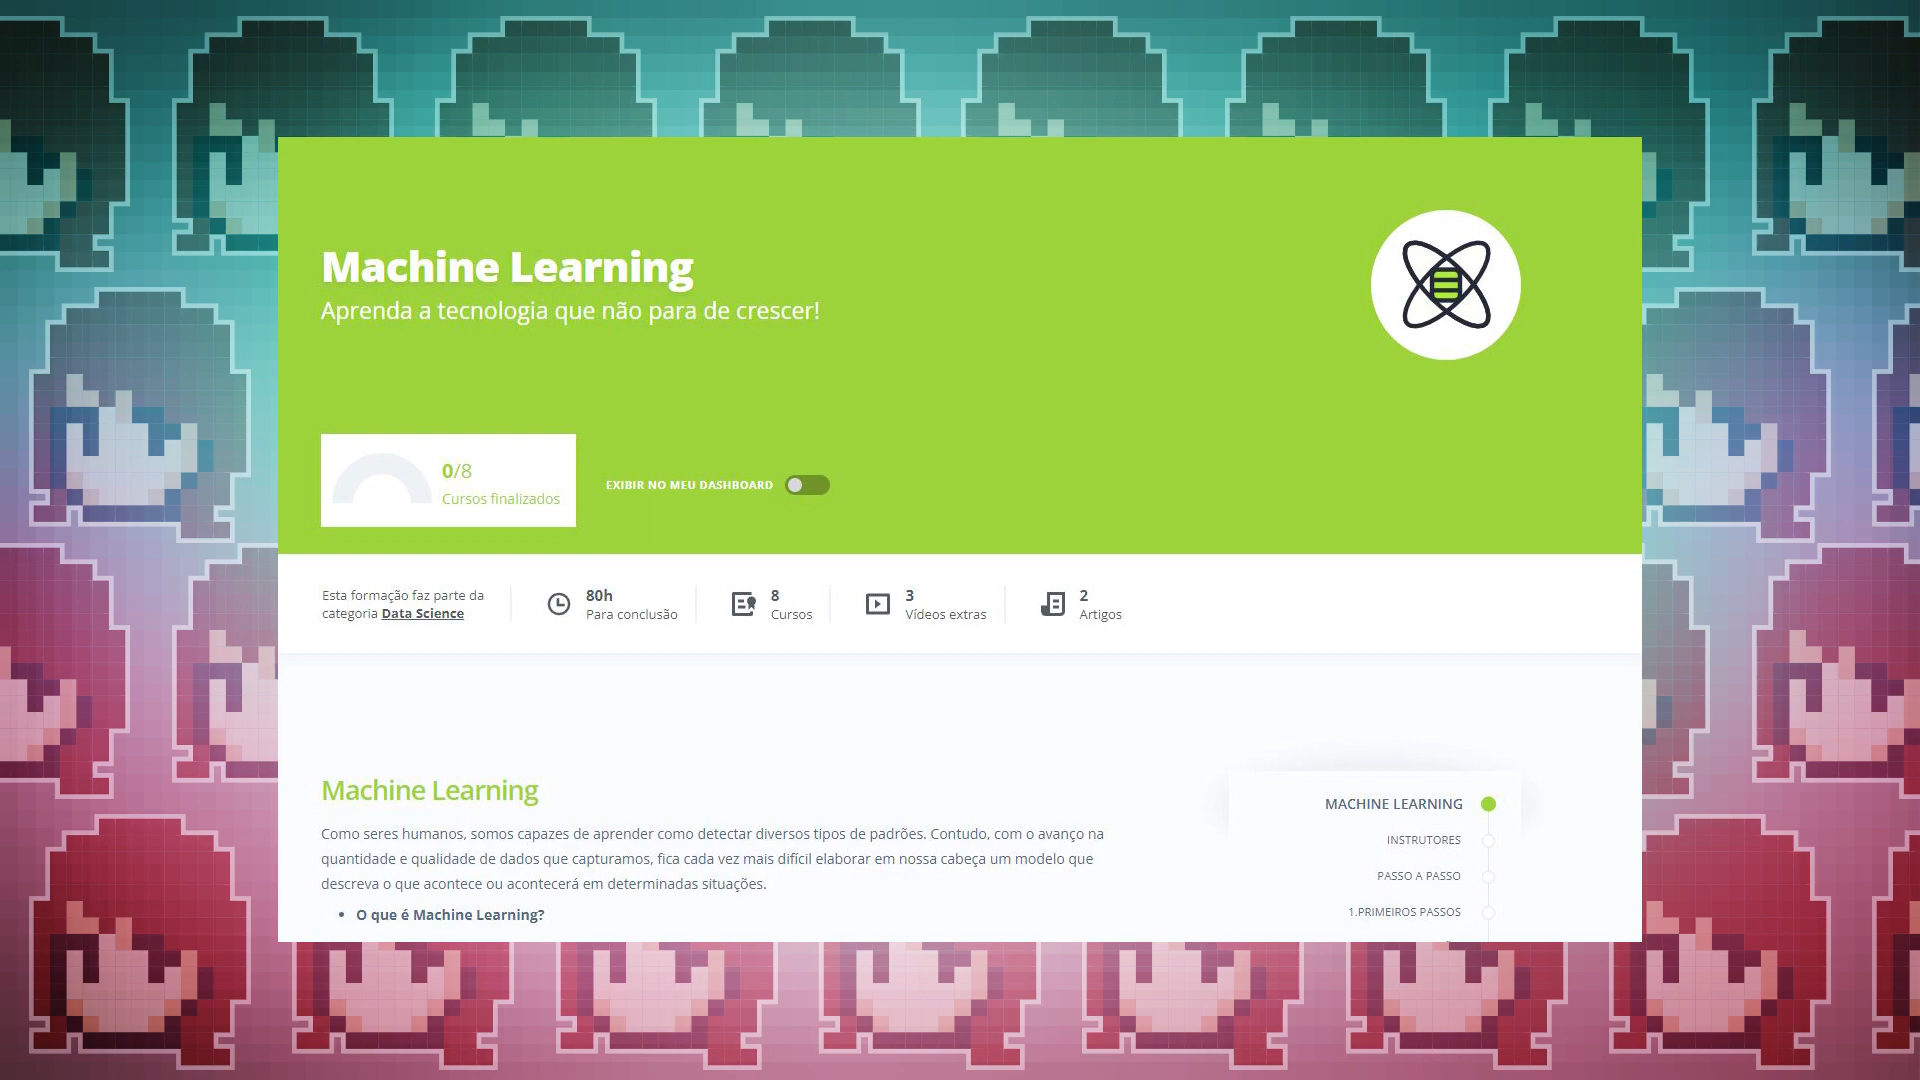 Machine Learning
Aprenda a tecnologia que não para de crescer!
0/8
Cursos finalizados
EXIBIR NO MEU DASHBOARD
Esta formação faz parte da
categoria Data Science
80h
Para conclusão
8
Cursos
3
Vídeos extras
2
Artigos
Machine Learning
Como seres humanos, somos capazes de aprender como detectar diversos tipos de padrões. Contudo, com o avanço na
quantidade e qualidade de dados que capturamos, fica cada vez mais difícil elaborar em nossa cabeça um modelo que
descreva o que acontece ou acontecerá em determinadas situações.
• O que é Machine Learning?
MACHINE LEARNING
INSTRUTORES
PASSO A PASSO
1.PRIMEIROS PASSOS